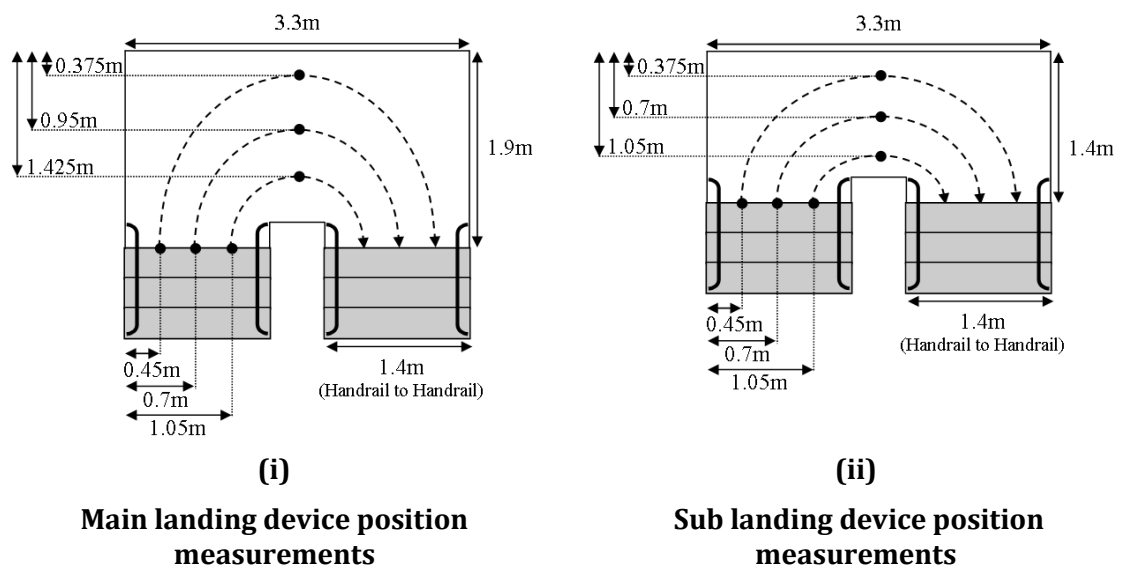 3.3m
0.375m
0.95m
1.425m
1.9m
0.45m
0.7m
1.05m
1.4m
(Handrail to Handrail)
(i)
Main landing device position
measurements
3.3m
0.375m
0.7m
1.05m
1.4m
0.45m
0.7m
1.05m
1.4m
(Handrail to Handrail)
(ii)
Sub landing device position
measurements